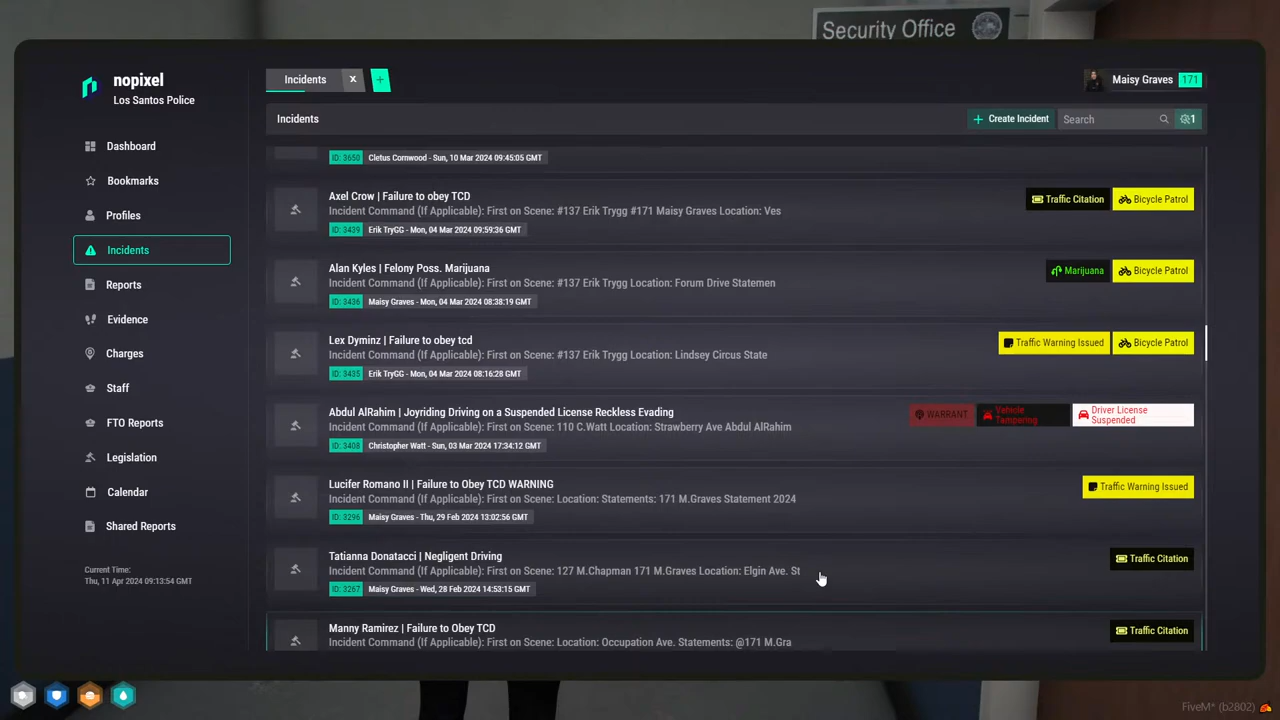 Security Office
nopixel
Los Santos Police
Incidents x +
Maisy Graves 171
Incidents
+ Create Incident
Search
1
Dashboard
Bookmarks
Profiles
Incidents
Reports
Evidence
Charges
Staff
FTO Reports
Legislation
Calendar
Shared Reports
Current Time:
Thu, 11 Apr 2024 09:13:54 GMT
ID: 3650 Cletus Cornwood - Sun, 10 Mar 2024 09:45:05 GMT
Axel Crow | Failure to obey TCD
Incident Command (If Applicable): First on Scene: #137 Erik Trygg #171 Maisy Graves Location: Ves
ID: 3439 Erik TryGG - Mon, 04 Mar 2024 09:59:36 GMT
Traffic Citation
Bicycle Patrol
Alan Kyles | Felony Poss. Marijuana
Incident Command (If Applicable): First on Scene: #137 Erik Trygg Location: Forum Drive Statemen
ID: 3436 Maisy Graves - Mon, 04 Mar 2024 08:38:19 GMT
Marijuana
Bicycle Patrol
Lex Dyminz | Failure to obey tcd
Incident Command (If Applicable): First on Scene: #137 Erik Trygg Location: Lindsey Circus State
ID: 3435 Erik TryGG - Mon, 04 Mar 2024 08:16:28 GMT
Traffic Warning Issued
Bicycle Patrol
Abdul AlRahim | Joyriding Driving on a Suspended License Reckless Evading
Incident Command (If Applicable): First on Scene: 110 C.Watt Location: Strawberry Ave Abdul AlRahim
ID: 3408 Christopher Watt - Sun, 03 Mar 2024 17:34:12 GMT
WARRANT
Vehicle
Tampering
Driver License
Suspended
Lucifer Romano II | Failure to Obey TCD WARNING
Incident Command (If Applicable): First on Scene: Location: Statements: 171 M.Graves Statement 2024
ID: 3296 Maisy Graves - Thu, 29 Feb 2024 13:02:56 GMT
Traffic Warning Issued
Tatianna Donatacci | Negligent Driving
Incident Command (If Applicable): First on Scene: 127 M.Chapman 171 M.Graves Location: Elgin Ave. St
ID: 3267 Maisy Graves - Wed, 28 Feb 2024 14:53:15 GMT
Traffic Citation
Manny Ramirez | Failure to Obey TCD
Incident Command (If Applicable): First on Scene: Location: Occupation Ave. Statements: @171 M.Gra
Traffic Citation
FiveM* (b2802)